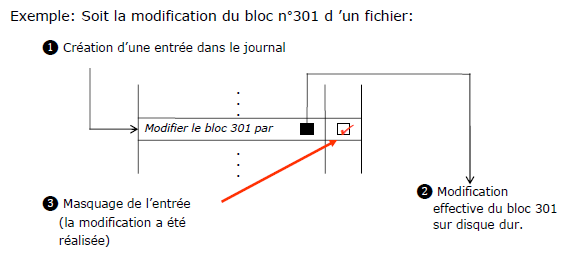 Exemple: Soit la modification du bloc n°301 d ’un fichier:
❶ Création d’une entrée dans le journal
Modifier le bloc 301 par
❸ Masquage de l’entrée
(la modification a été
réalisée)
❷ Modification
effective du bloc 301
sur disque dur.